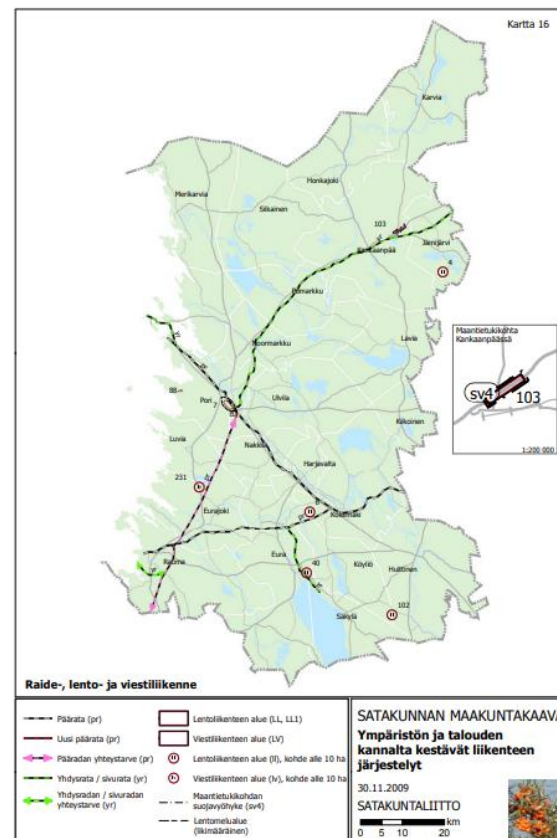 Kartta 16
Karvia
Honkajoki
Merikarvia
Siikainen
103
Kankaanpää
Jämijärvi
4
Pomarkku
Noormarkku
Lavia
Maantietukikohta
Kankaanpäässä
sv4
103
1:200 000
88
Pori
7
Ulvila
Kiikoinen
Luvia
Nakkila
Harjavalta
231
8
Eurajoki
Kokemäki
Rauma
Eura
40
Köyliö
Huittinen
102
Säkylä
Raide-, lento- ja viestiliikenne
Päärata (pr)
Uusi päärata (pr)
Pääradan yhteystarve (pr)
Yhdysrata / sivurata (yr)
Yhdysradan / sivuradan
yhteystarve (yr)
Lentoliikenteen alue (LL, LL1)
Viestiliikenteen alue (LV)
Lentoliikenteen alue (ll), kohde alle 10 ha
Viestiliikenteen alue (lv), kohde alle 10 ha
Maantietukikohdan
suojavyöhyke (sv4)
Lentomelualue
(likimääräinen)
SATAKUNNAN MAAKUNTAKAAVA
Ympäristön ja talouden
kannalta kestävät liikenteen
järjestelyt
30.11.2009
SATAKUNTALIITTO
km
0 10 20